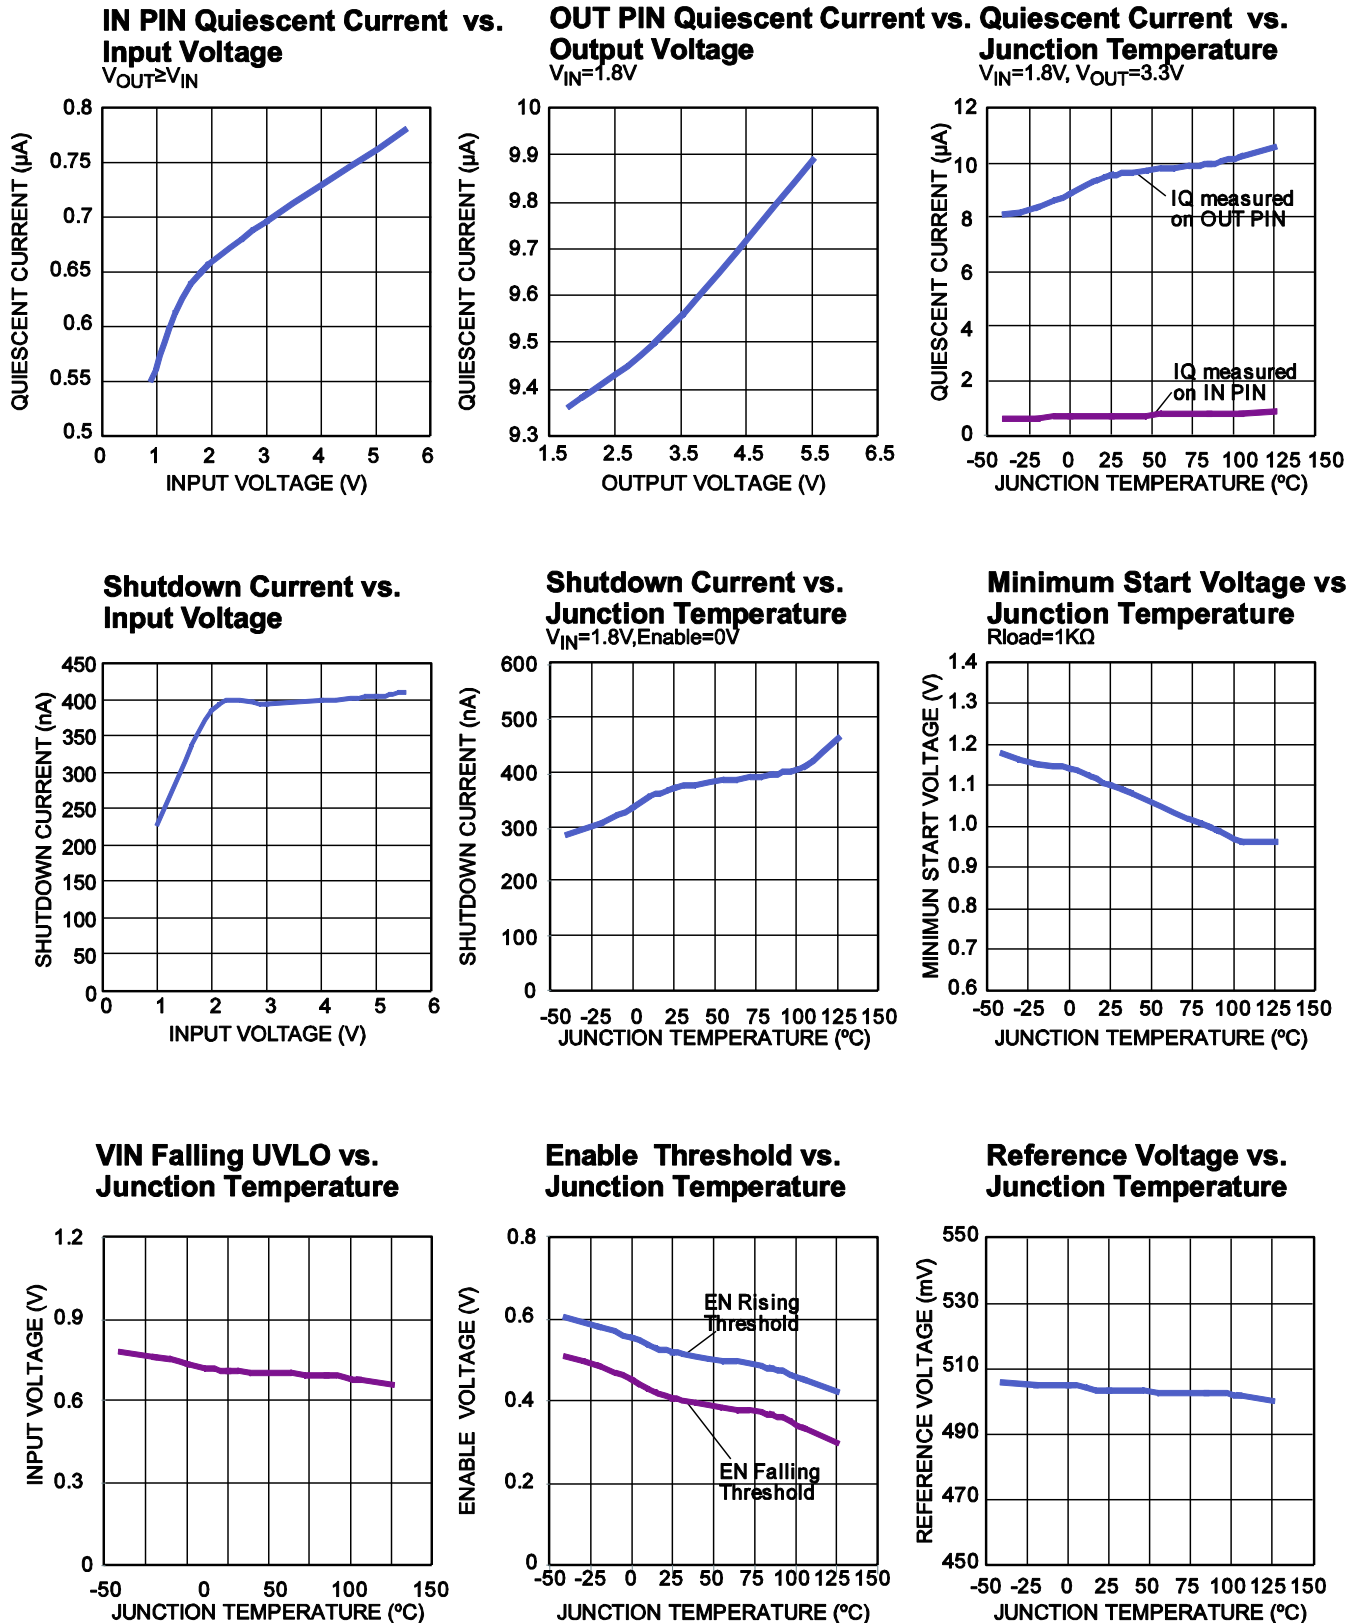 IN PIN Quiescent Current vs.
Input Voltage
VOUT≥VIN
0.8
0.75
0.7
0.65
0.6
0.55
0.5
0 1 2 3 4 5 6
QUIESCENT CURRENT (µA)
INPUT VOLTAGE (V)
OUT PIN Quiescent Current vs.
Output Voltage
VIN=1.8V
10
9.9
9.8
9.7
9.6
9.5
9.4
9.3
1.5 2.5 3.5 4.5 5.5 6.5
QUIESCENT CURRENT (µA)
OUTPUT VOLTAGE (V)
Quiescent Current vs.
Junction Temperature
VIN=1.8V, VOUT=3.3V
12
10
8
6
4
2
0
IQ measured
on OUT PIN
IQ measured
on IN PIN
-50 -25 0 25 50 75 100 125 150
QUIESCENT CURRENT (µA)
JUNCTION TEMPERATURE (ºC)
Shutdown Current vs.
Input Voltage
450
400
350
300
250
200
150
100
50
0
0 1 2 3 4 5 6
SHUTDOWN CURRENT (nA)
INPUT VOLTAGE (V)
Shutdown Current vs.
Junction Temperature
VIN=1.8V,Enable=0V
600
500
400
300
200
100
0
-50 -25 0 25 50 75 100 125 150
SHUTDOWN CURRENT (nA)
JUNCTION TEMPERATURE (ºC)
Minimum Start Voltage vs
Junction Temperature
Rload=1KΩ
1.4
1.3
1.2
1.1
1.0
0.9
0.8
0.7
0.6
-50 -25 0 25 50 75 100 125 150
MINIMUN START VOLTAGE (V)
JUNCTION TEMPERATURE (ºC)
VIN Falling UVLO vs.
Junction Temperature
1.2
0.9
0.6
0.3
0
-50 0 50 100 150
INPUT VOLTAGE (V)
JUNCTION TEMPERATURE (ºC)
Enable Threshold vs.
Junction Temperature
0.8
0.6
0.4
0.2
0
EN Rising
Threshold
EN Falling
Threshold
-50 -25 0 25 50 75 100 125 150
ENABLE VOLTAGE (V)
JUNCTION TEMPERATURE (ºC)
Reference Voltage vs.
Junction Temperature
550
530
510
490
470
450
-50 -25 0 25 50 75 100 125 150
REFERENCE VOLTAGE (mV)
JUNCTION TEMPERATURE (ºC)